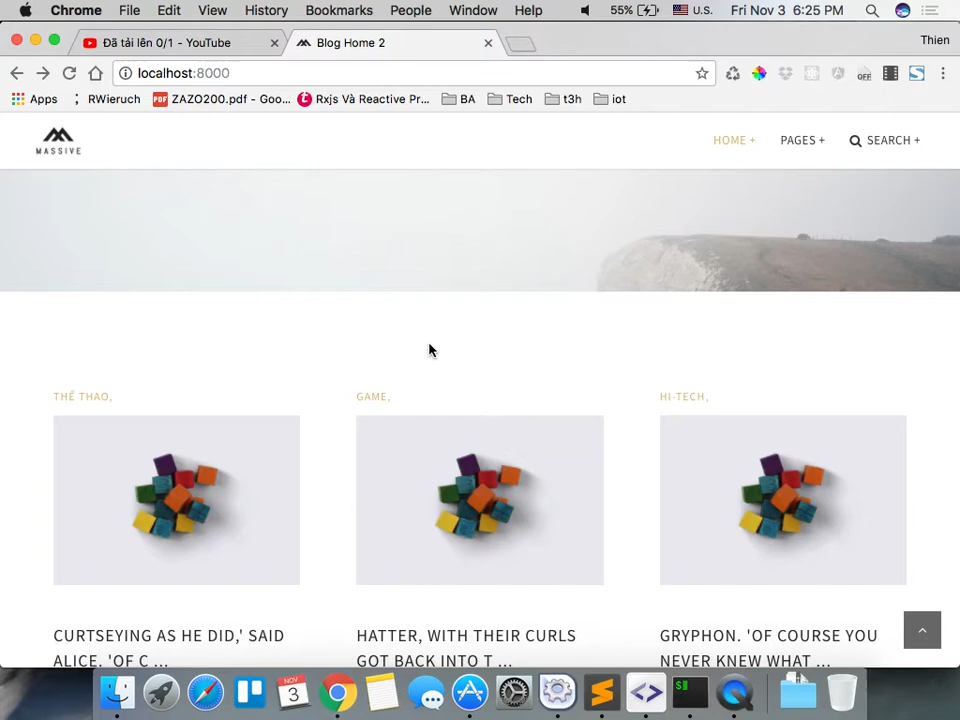 Chrome File Edit View History Bookmarks People Window Help 55% U.S. Fri Nov 3 6:25 PM
Đã tải lên 0/1 - YouTube
Blog Home 2
Thien
localhost:8000
OFF
Apps
RWieruch
PDF ZAZO200.pdf - Goo...
t Rxjs Và Reactive Pr...
BA
Tech
t3h
iot
MASSIVE
HOME + PAGES + SEARCH +
THỂ THAO, GAME, HI-TECH,
CURTSEYING AS HE DID,' SAID
ALICE. 'OF C ...
HATTER, WITH THEIR CURLS
GOT BACK INTO T ...
GRYPHON. 'OF COURSE YOU
NEVER KNEW WHAT ...
NOV
3